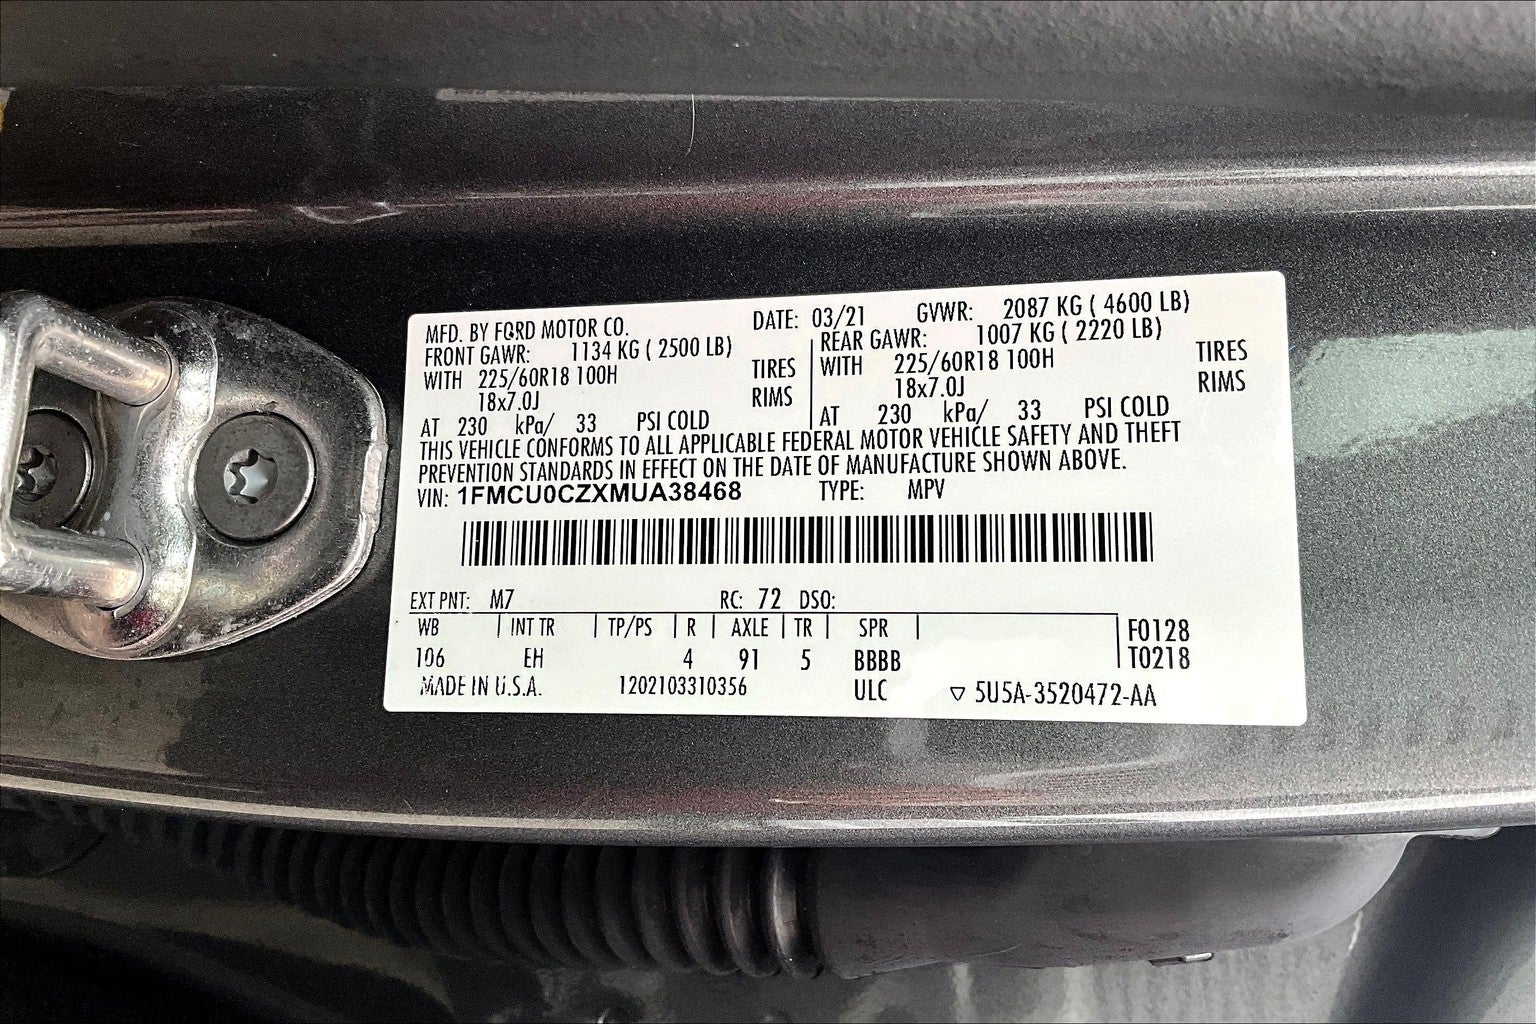 MFD. BY FORD MOTOR CO. DATE: 03/21 GVWR: 2087 KG ( 4600 LB)
FRONT GAWR: 1134 KG ( 2500 LB) REAR GAWR: 1007 KG ( 2220 LB)
WITH 225/60R18 100H TIRES WITH 225/60R18 100H TIRES
18x7.0J RIMS 18x7.0J RIMS
AT 230 kPa/ 33 PSI COLD AT 230 kPa/ 33 PSI COLD
THIS VEHICLE CONFORMS TO ALL APPLICABLE FEDERAL MOTOR VEHICLE SAFETY AND THEFT
PREVENTION STANDARDS IN EFFECT ON THE DATE OF MANUFACTURE SHOWN ABOVE.
VIN: 1FMCU0CZXMUA38468 TYPE: MPV
EXT PNT: M7 RC: 72 DSO:
WB INT TR TP/PS R AXLE TR SPR F0128
106 EH 4 91 5 BBBB T0218
MADE IN U.S.A. 1202103310356 ULC ▽ 5U5A-3520472-AA